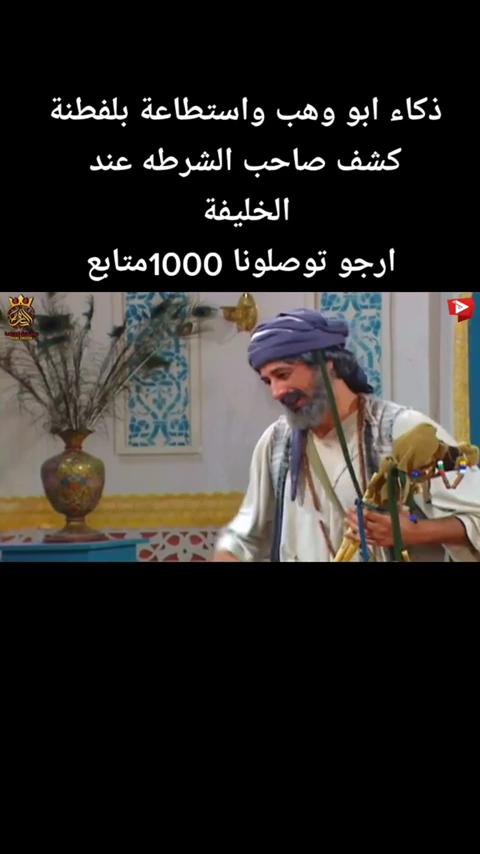 ذكاء ابو وهب واستطاعة بلفطنة
كشف صاحب الشرطه عند
الخليفة
ارجو توصلونا 1000متابع